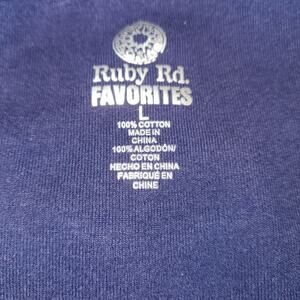 Ruby Rd.
FAVORITES
L
100% COTTON
MADE IN
CHINA
100% ALGODÓN/
COTON
HECHO EN CHINA
FABRIQUÉ EN
CHINE